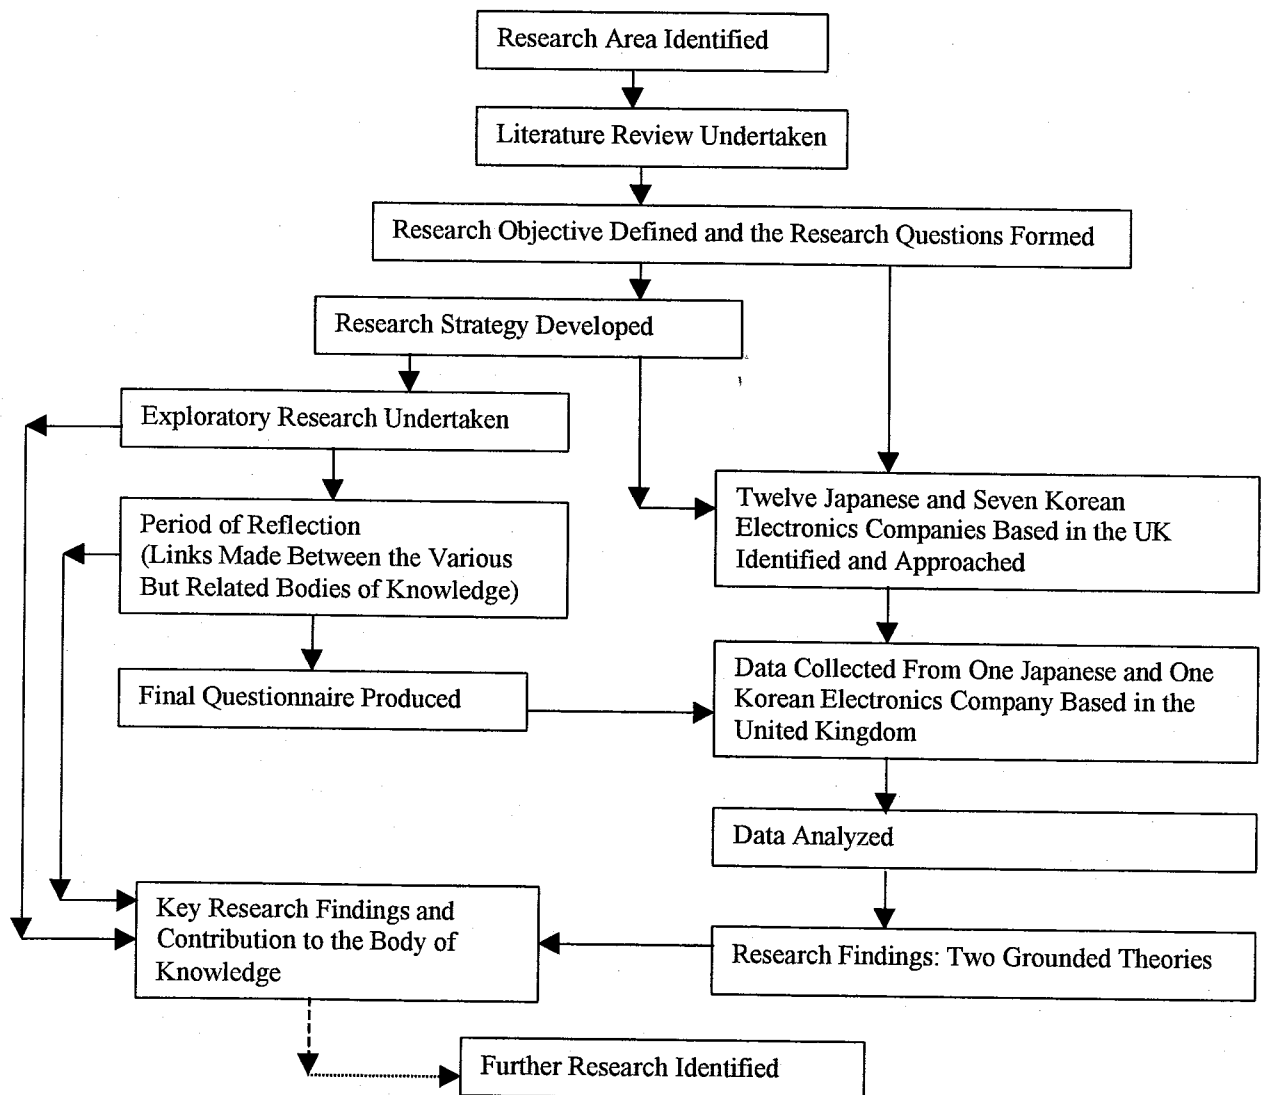 Research Area Identified
Literature Review Undertaken
Research Objective Defined and the Research Questions Formed
Research Strategy Developed
Exploratory Research Undertaken
Period of Reflection
(Links Made Between the Various
But Related Bodies of Knowledge)
Twelve Japanese and Seven Korean
Electronics Companies Based in the UK
Identified and Approached
Final Questionnaire Produced
Data Collected From One Japanese and One
Korean Electronics Company Based in the
United Kingdom
Data Analyzed
Key Research Findings and
Contribution to the Body of
Knowledge
Research Findings: Two Grounded Theories
Further Research Identified